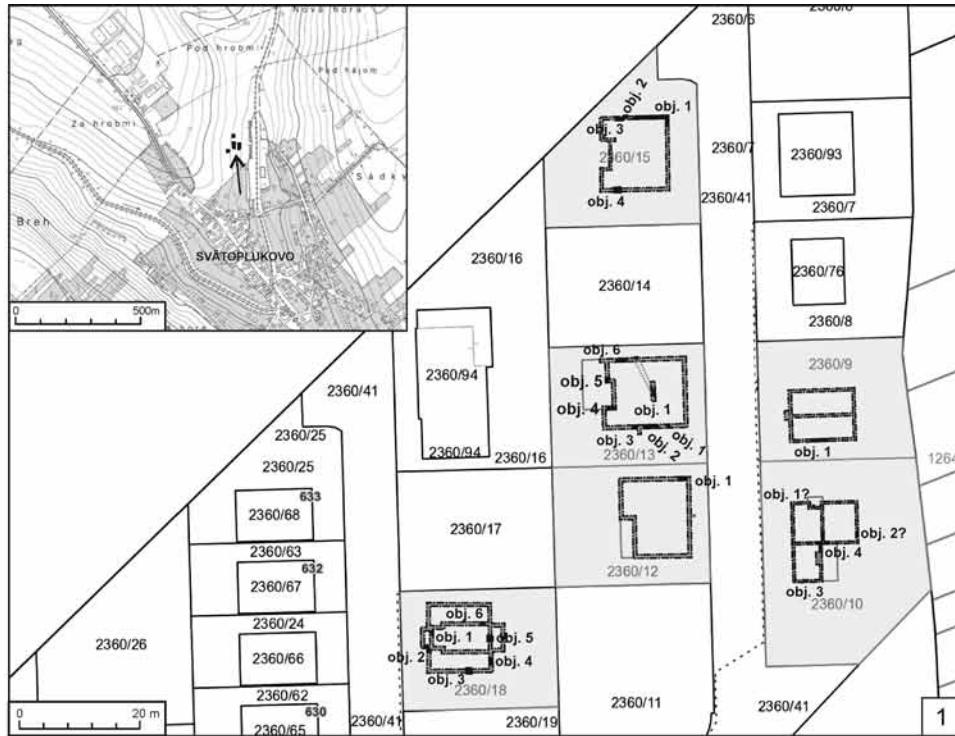 Nová hora
Pod hrobmi
Pod hájom
Za hrobmi
Sádky
Breh
SVÄTOPLUKOVO
0 500m
2360/6
2360/6
obj. 2
obj. 1
obj. 3
2360/15
obj. 4
2360/7
2360/41
2360/93
2360/7
2360/16
2360/14
2360/76
2360/8
2360/9
obj. 6
obj. 5
obj. 4
obj. 1
obj. 3
obj. 2
obj. 1
2360/13
obj. 1
2360/41
2360/94
2360/94
2360/16
2360/25
2360/25
1264
obj. 1
2360/12
obj. 1?
obj. 2?
obj. 4
obj. 3
2360/10
633
2360/68
2360/17
2360/63
632
2360/67
2360/24
2360/66
2360/26
2360/62
630
2360/65
obj. 6
obj. 1
obj. 5
obj. 2
obj. 4
obj. 3
2360/18
2360/11
2360/41
2360/19
2360/41
0 20 m
1